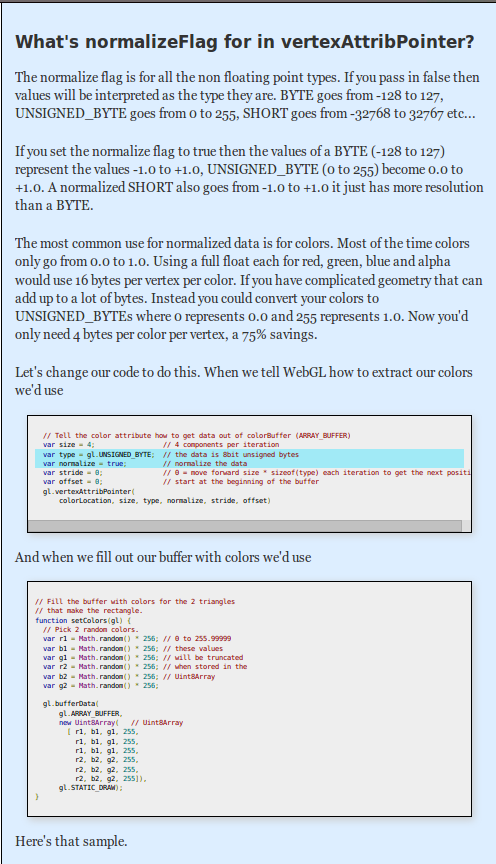 What's normalizeFlag for in vertexAttribPointer?
The normalize flag is for all the non floating point types. If you pass in false then
values will be interpreted as the type they are. BYTE goes from -128 to 127,
UNSIGNED_BYTE goes from 0 to 255, SHORT goes from -32768 to 32767 etc...
If you set the normalize flag to true then the values of a BYTE (-128 to 127)
represent the values -1.0 to +1.0, UNSIGNED_BYTE (0 to 255) become 0.0 to
+1.0. A normalized SHORT also goes from -1.0 to +1.0 it just has more resolution
than a BYTE.
The most common use for normalized data is for colors. Most of the time colors
only go from 0.0 to 1.0. Using a full float each for red, green, blue and alpha
would use 16 bytes per vertex per color. If you have complicated geometry that can
add up to a lot of bytes. Instead you could convert your colors to
UNSIGNED_BYTEs where 0 represents 0.0 and 255 represents 1.0. Now you'd
only need 4 bytes per color per vertex, a 75% savings.
Let's change our code to do this. When we tell WebGL how to extract our colors
we'd use
// Tell the color attribute how to get data out of colorBuffer (ARRAY_BUFFER)
var size = 4; // 4 components per iteration
var type = gl.UNSIGNED_BYTE; // the data is 8bit unsigned bytes
var normalize = true; // normalize the data
var stride = 0; // 0 = move forward size * sizeof(type) each iteration to get the next positi
var offset = 0; // start at the beginning of the buffer
gl.vertexAttribPointer(
colorLocation, size, type, normalize, stride, offset)
And when we fill out our buffer with colors we'd use
// Fill the buffer with colors for the 2 triangles
// that make the rectangle.
function setColors(gl) {
// Pick 2 random colors.
var r1 = Math.random() * 256; // 0 to 255.99999
var b1 = Math.random() * 256; // these values
var g1 = Math.random() * 256; // will be truncated
var r2 = Math.random() * 256; // when stored in the
var b2 = Math.random() * 256; // Uint8Array
var g2 = Math.random() * 256;
gl.bufferData(
gl.ARRAY_BUFFER,
new Uint8Array( // Uint8Array
[ r1, b1, g1, 255,
r1, b1, g1, 255,
r1, b1, g1, 255,
r2, b2, g2, 255,
r2, b2, g2, 255,
r2, b2, g2, 255]),
gl.STATIC_DRAW);
}
Here's that sample.